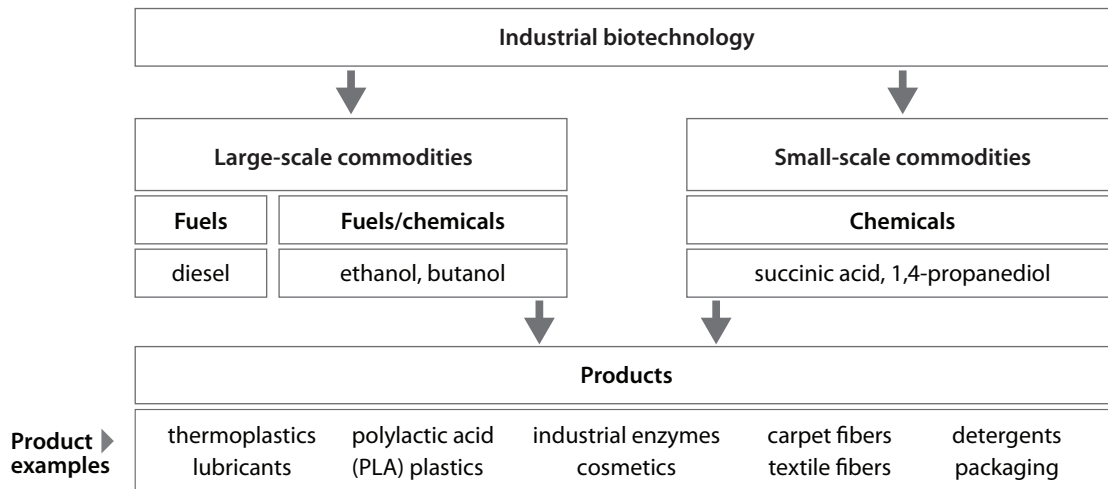 Industrial biotechnology
Large-scale commodities
Small-scale commodities
Fuels
Fuels/chemicals
Chemicals
diesel
ethanol, butanol
succinic acid, 1,4-propanediol
Products
Product examples
thermoplastics
lubricants
polylactic acid
(PLA) plastics
industrial enzymes
cosmetics
carpet fibers
textile fibers
detergents
packaging